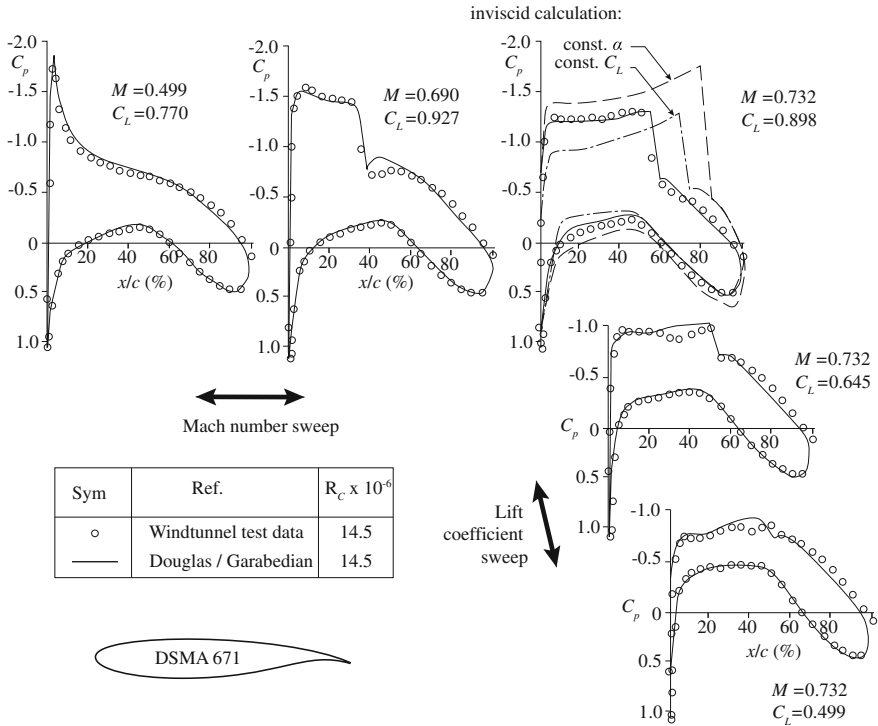 inviscid calculation:
const. α
const. C_L
-2.0
C_p
-1.5
-1.0
-0.5
0
0.5
1.0
20
40
60
80
x/c (%)
M = 0.499
C_L = 0.770
-2.0
C_p
-1.5
-1.0
-0.5
0
0.5
1.0
20
40
60
80
x/c (%)
M = 0.690
C_L = 0.927
-2.0
C_p
-1.5
-1.0
-0.5
0
0.5
1.0
20
40
60
80
x/c (%)
M = 0.732
C_L = 0.898
Mach number sweep
-1.0
-0.5
C_p
0
0.5
1.0
20
40
60
80
M = 0.732
C_L = 0.645
Lift
coefficient
sweep
-1.0
-0.5
C_p
0
0.5
1.0
20
40
60
80
x/c (%)
M = 0.732
C_L = 0.499
Sym Ref. R_C x 10^-6
Windtunnel test data 14.5
Douglas / Garabedian 14.5
DSMA 671